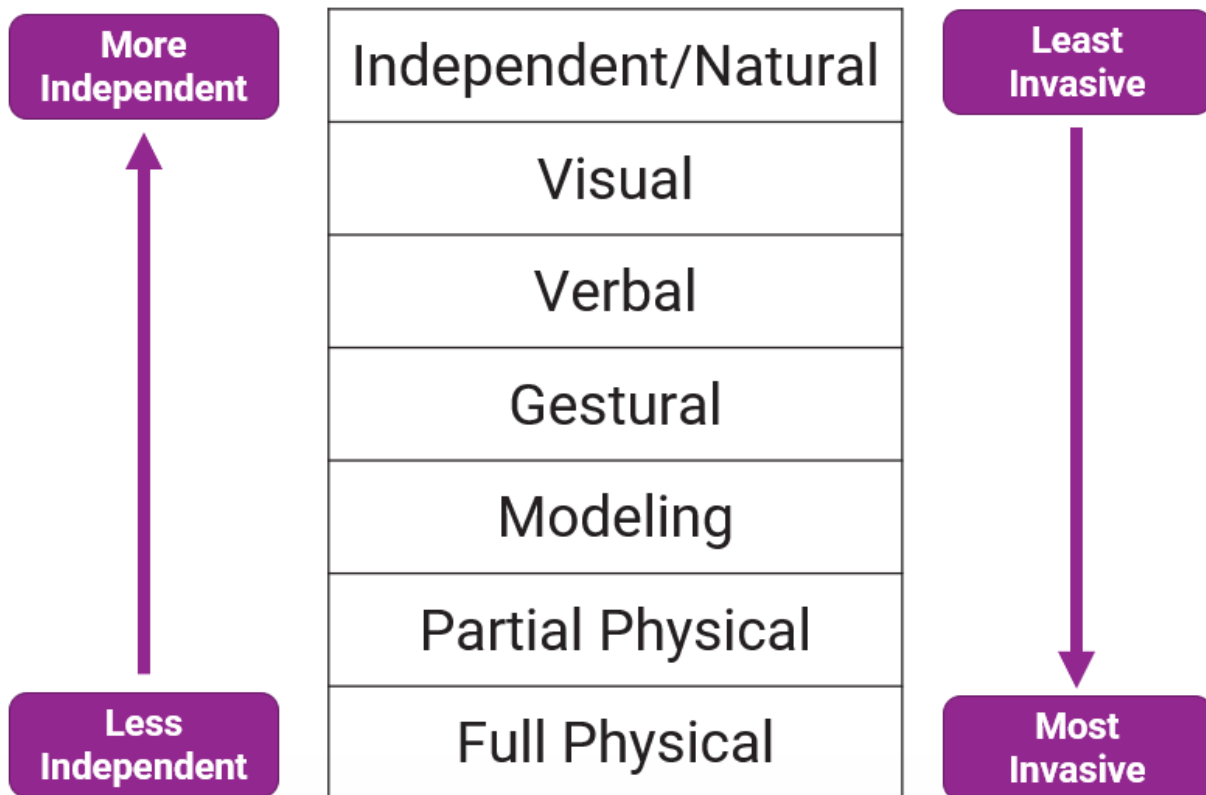 More
Independent
Independent/Natural
Least
Invasive
Visual
Verbal
Gestural
Modeling
Partial Physical
Less
Independent
Full Physical
Most
Invasive